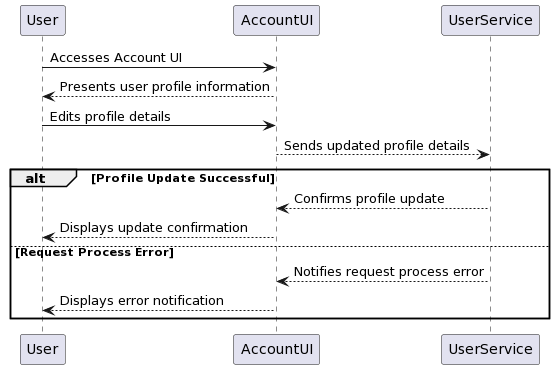 User AccountUI UserService
Accesses Account UI
Presents user profile information
Edits profile details
Sends updated profile details
alt [Profile Update Successful]
Confirms profile update
Displays update confirmation
[Request Process Error]
Notifies request process error
Displays error notification
User AccountUI UserService